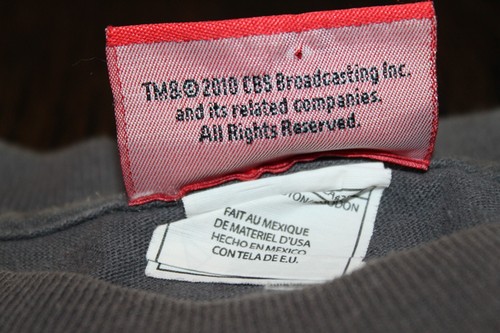 TM&© 2010 CBS Broadcasting Inc.
and its related companies.
All Rights Reserved.
FAIT AU MEXIQUE
DE MATERIEL D'USA
HECHO EN MEXICO
CON TELA DE E.U.